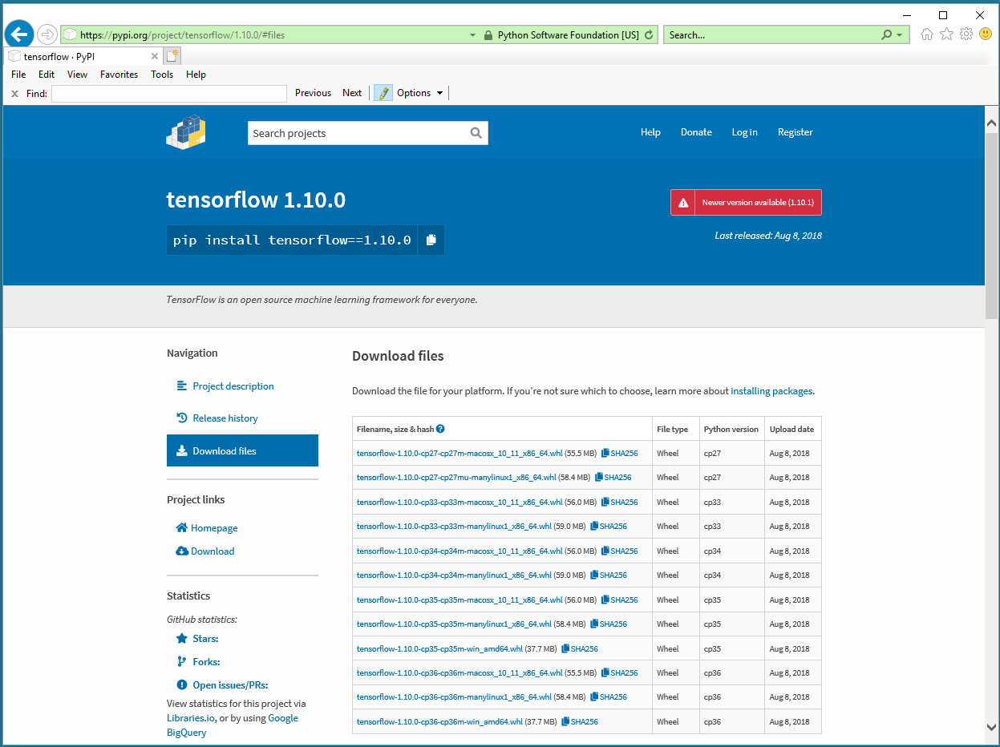 https://pypi.org/project/tensorflow/1.10.0/#files Python Software Foundation [US] Search...
tensorflow · PyPI
File Edit View Favorites Tools Help
Find: Previous Next Options
Search projects Help Donate Log in Register
tensorflow 1.10.0
Newer version available (1.10.1)
pip install tensorflow==1.10.0
Last released: Aug 8, 2018
TensorFlow is an open source machine learning framework for everyone.
Navigation
Project description
Release history
Download files
Project links
Homepage
Download
Statistics
GitHub statistics:
Stars:
Forks:
Open issues/PRs:
View statistics for this project via
Libraries.io, or by using Google
BigQuery
Download files
Download the file for your platform. If you're not sure which to choose, learn more about installing packages.
Filename, size & hash File type Python version Upload date
tensorflow-1.10.0-cp27-cp27m-macosx_10_11_x86_64.whl (55.5 MB) SHA256 Wheel cp27 Aug 8, 2018
tensorflow-1.10.0-cp27-cp27mu-manylinux1_x86_64.whl (58.4 MB) SHA256 Wheel cp27 Aug 8, 2018
tensorflow-1.10.0-cp33-cp33m-macosx_10_11_x86_64.whl (56.0 MB) SHA256 Wheel cp33 Aug 8, 2018
tensorflow-1.10.0-cp33-cp33m-manylinux1_x86_64.whl (59.0 MB) SHA256 Wheel cp33 Aug 8, 2018
tensorflow-1.10.0-cp34-cp34m-macosx_10_11_x86_64.whl (56.0 MB) SHA256 Wheel cp34 Aug 8, 2018
tensorflow-1.10.0-cp34-cp34m-manylinux1_x86_64.whl (59.0 MB) SHA256 Wheel cp34 Aug 8, 2018
tensorflow-1.10.0-cp35-cp35m-macosx_10_11_x86_64.whl (56.0 MB) SHA256 Wheel cp35 Aug 8, 2018
tensorflow-1.10.0-cp35-cp35m-manylinux1_x86_64.whl (58.4 MB) SHA256 Wheel cp35 Aug 8, 2018
tensorflow-1.10.0-cp35-cp35m-win_amd64.whl (37.7 MB) SHA256 Wheel cp35 Aug 8, 2018
tensorflow-1.10.0-cp36-cp36m-macosx_10_11_x86_64.whl (55.5 MB) SHA256 Wheel cp36 Aug 8, 2018
tensorflow-1.10.0-cp36-cp36m-manylinux1_x86_64.whl (58.4 MB) SHA256 Wheel cp36 Aug 8, 2018
tensorflow-1.10.0-cp36-cp36m-win_amd64.whl (37.7 MB) SHA256 Wheel cp36 Aug 8, 2018